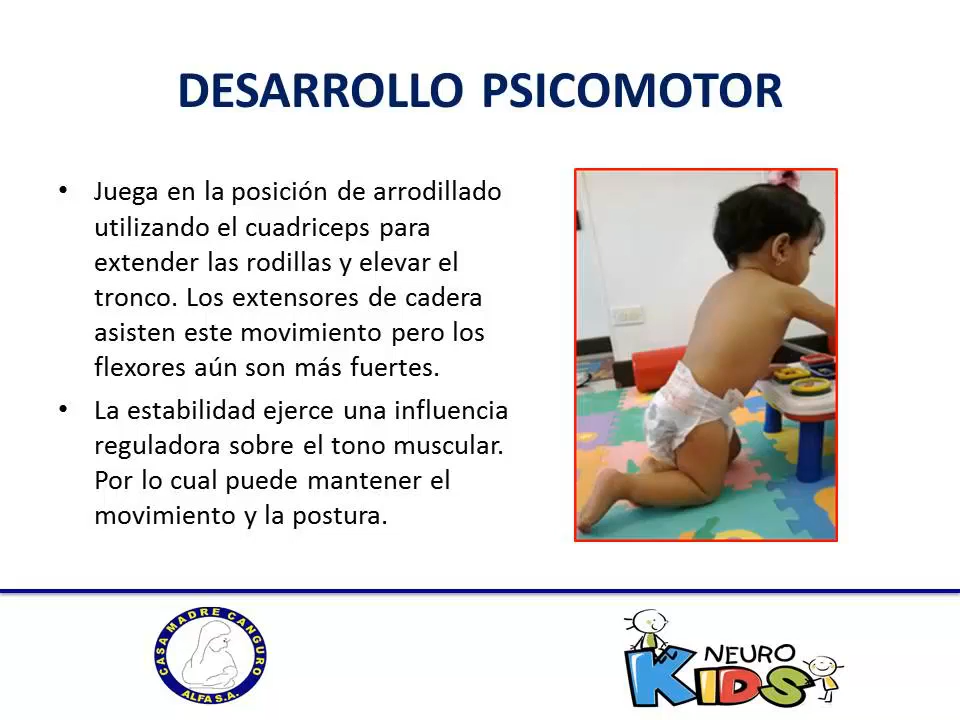 DESARROLLO PSICOMOTOR
• Juega en la posición de arrodillado
utilizando el cuadriceps para
extender las rodillas y elevar el
tronco. Los extensores de cadera
asisten este movimiento pero los
flexores aún son más fuertes.
• La estabilidad ejerce una influencia
reguladora sobre el tono muscular.
Por lo cual puede mantener el
movimiento y la postura.
CASA MADRE CANGURO
ALFA S.A.
NEURO
KIDS